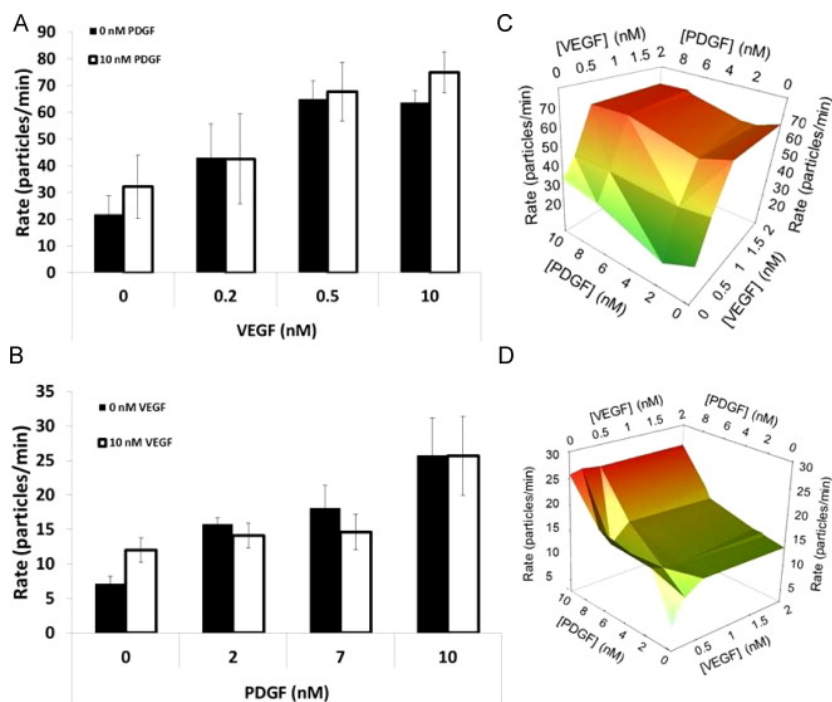 A
0 nM PDGF
10 nM PDGF
Rate (particles/min)
90
80
70
60
50
40
30
20
10
0
0 0.2 0.5 10
VEGF (nM)
B
0 nM VEGF
10 nM VEGF
Rate (particles/min)
35
30
25
20
15
10
5
0
0 2 7 10
PDGF (nM)
C
[VEGF] (nM) [PDGF] (nM)
0 0.5 1 1.5 2 8 6 4 2 0
Rate (particles/min)
70
60
50
40
30
20
Rate (particles/min)
70
60
50
40
30
20
10 8 6 4 2 0
[PDGF] (nM)
0 0.5 1 1.5 2
[VEGF] (nM)
D
[VEGF] (nM) [PDGF] (nM)
0 0.5 1 1.5 2 8 6 4 2 0
Rate (particles/min)
30
25
20
15
10
5
Rate (particles/min)
30
25
20
15
10
5
10 8 6 4 2 0
[PDGF] (nM)
0.5 1 1.5 2
[VEGF] (nM)